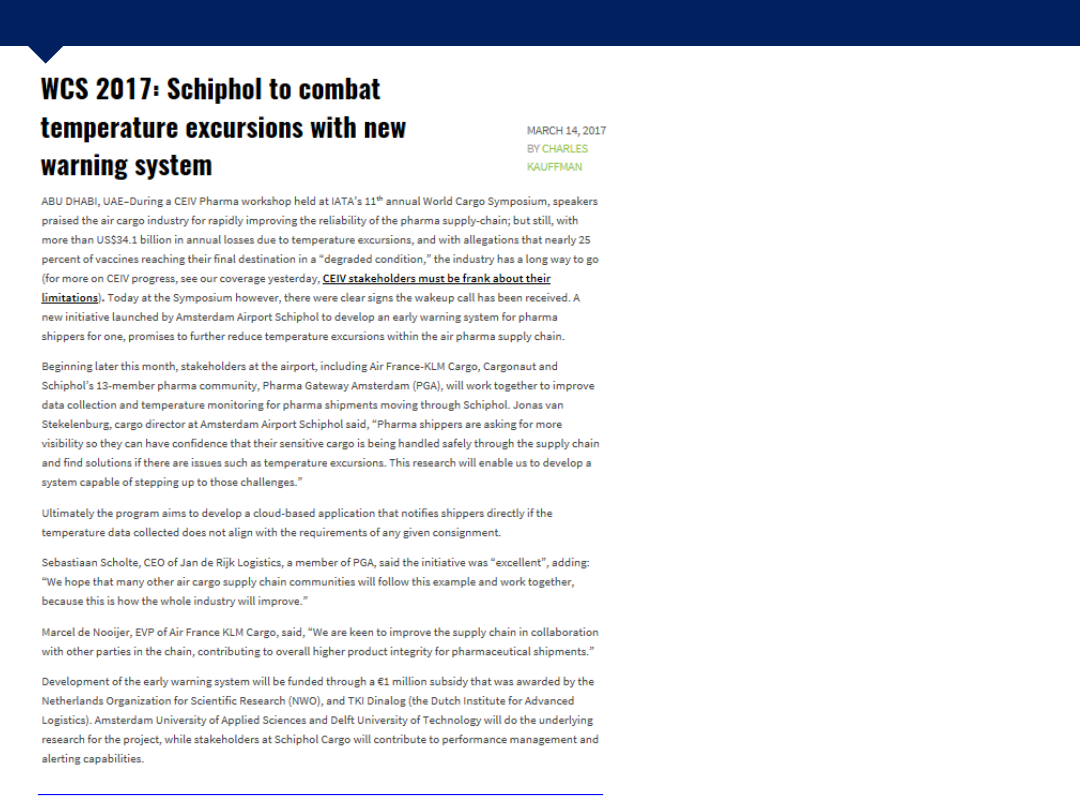 WCS 2017: Schiphol to combat
temperature excursions with new
warning system
MARCH 14, 2017
BY CHARLES
KAUFFMAN
ABU DHABI, UAE–During a CEIV Pharma workshop held at IATA's 11th annual World Cargo Symposium, speakers
praised the air cargo industry for rapidly improving the reliability of the pharma supply-chain; but still, with
more than US$34.1 billion in annual losses due to temperature excursions, and with allegations that nearly 25
percent of vaccines reaching their final destination in a “degraded condition,” the industry has a long way to go
(for more on CEIV progress, see our coverage yesterday, CEIV stakeholders must be frank about their
limitations). Today at the Symposium however, there were clear signs the wakeup call has been received. A
new initiative launched by Amsterdam Airport Schiphol to develop an early warning system for pharma
shippers for one, promises to further reduce temperature excursions within the air pharma supply chain.
Beginning later this month, stakeholders at the airport, including Air France-KLM Cargo, Cargonaut and
Schiphol's 13-member pharma community, Pharma Gateway Amsterdam (PGA), will work together to improve
data collection and temperature monitoring for pharma shipments moving through Schiphol. Jonas van
Stekelenburg, cargo director at Amsterdam Airport Schiphol said, “Pharma shippers are asking for more
visibility so they can have confidence that their sensitive cargo is being handled safely through the supply chain
and find solutions if there are issues such as temperature excursions. This research will enable us to develop a
system capable of stepping up to those challenges.”
Ultimately the program aims to develop a cloud-based application that notifies shippers directly if the
temperature data collected does not align with the requirements of any given consignment.
Sebastiaan Scholte, CEO of Jan de Rijk Logistics, a member of PGA, said the initiative was “excellent”, adding:
“We hope that many other air cargo supply chain communities will follow this example and work together,
because this is how the whole industry will improve.”
Marcel de Nooijer, EVP of Air France KLM Cargo, said, “We are keen to improve the supply chain in collaboration
with other parties in the chain, contributing to overall higher product integrity for pharmaceutical shipments.”
Development of the early warning system will be funded through a €1 million subsidy that was awarded by the
Netherlands Organization for Scientific Research (NWO), and TKI Dinalog (the Dutch Institute for Advanced
Logistics). Amsterdam University of Applied Sciences and Delft University of Technology will do the underlying
research for the project, while stakeholders at Schiphol Cargo will contribute to performance management and
alerting capabilities.